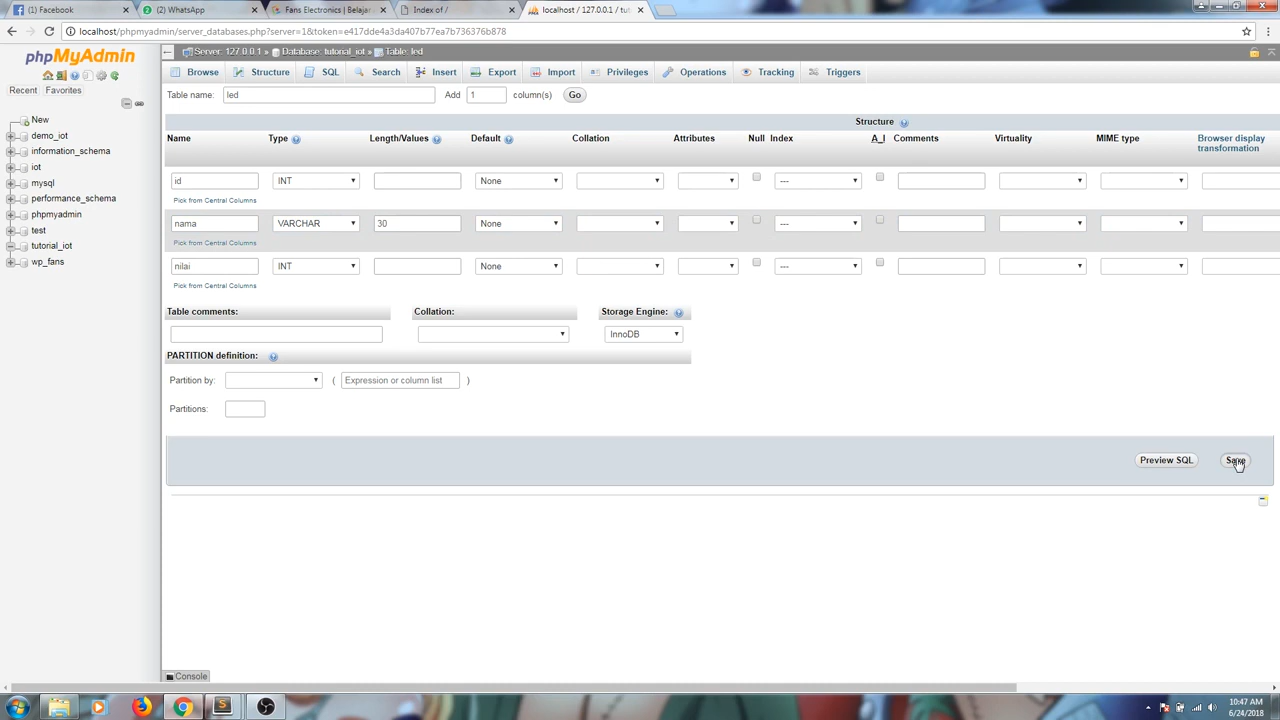 (1) Facebook
(2) WhatsApp
Fans Electronics | Belajar
Index of /
localhost / 127.0.0.1 / tut
localhost/phpmyadmin/server_databases.php?server=1&token=e417dde4a3da407b77ea7b736376b878
phpMyAdmin
Recent Favorites
New
demo_iot
information_schema
iot
mysql
performance_schema
phpmyadmin
test
tutorial_iot
wp_fans
Server: 127.0.0.1 » Database: tutorial_iot » Table: led
Browse Structure SQL Search Insert Export Import Privileges Operations Tracking Triggers
Table name: led Add 1 column(s) Go
Structure
Name Type Length/Values Default Collation Attributes Null Index A_I Comments Virtuality MIME type Browser display transformation
id INT None ---
Pick from Central Columns
nama VARCHAR 30 None ---
Pick from Central Columns
nilai INT None ---
Pick from Central Columns
Table comments: Collation: Storage Engine:
InnoDB
PARTITION definition:
Partition by: ( Expression or column list )
Partitions:
Preview SQL Save
Console
10:47 AM
6/24/2018